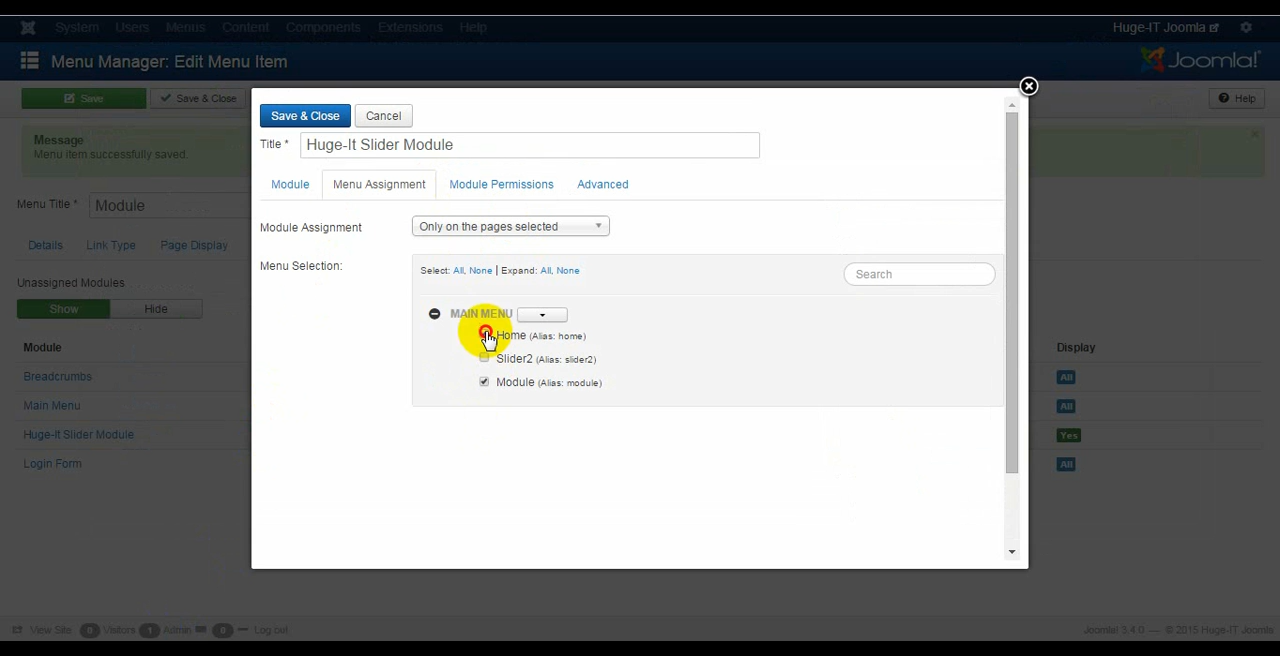 System Users Menus Content Components Extensions Help Huge-IT Joomla
Menu Manager: Edit Menu Item Joomla!
Save Save & Close Help
Message
Menu item successfully saved.
Menu Title * Module
Details Link Type Page Display
Unassigned Modules
Show Hide
Module Display
Breadcrumbs All
Main Menu All
Huge-It Slider Module Yes
Login Form All
Save & Close Cancel
Title * Huge-It Slider Module
Module Menu Assignment Module Permissions Advanced
Module Assignment Only on the pages selected
Menu Selection: Select: All, None | Expand: All, None Search
MAIN MENU
Home (Alias: home)
Slider2 (Alias: slider2)
Module (Alias: module)
View Site 0 Visitors 1 Admin 0 Log out Joomla! 3.4.0 — © 2015 Huge-IT Joomla